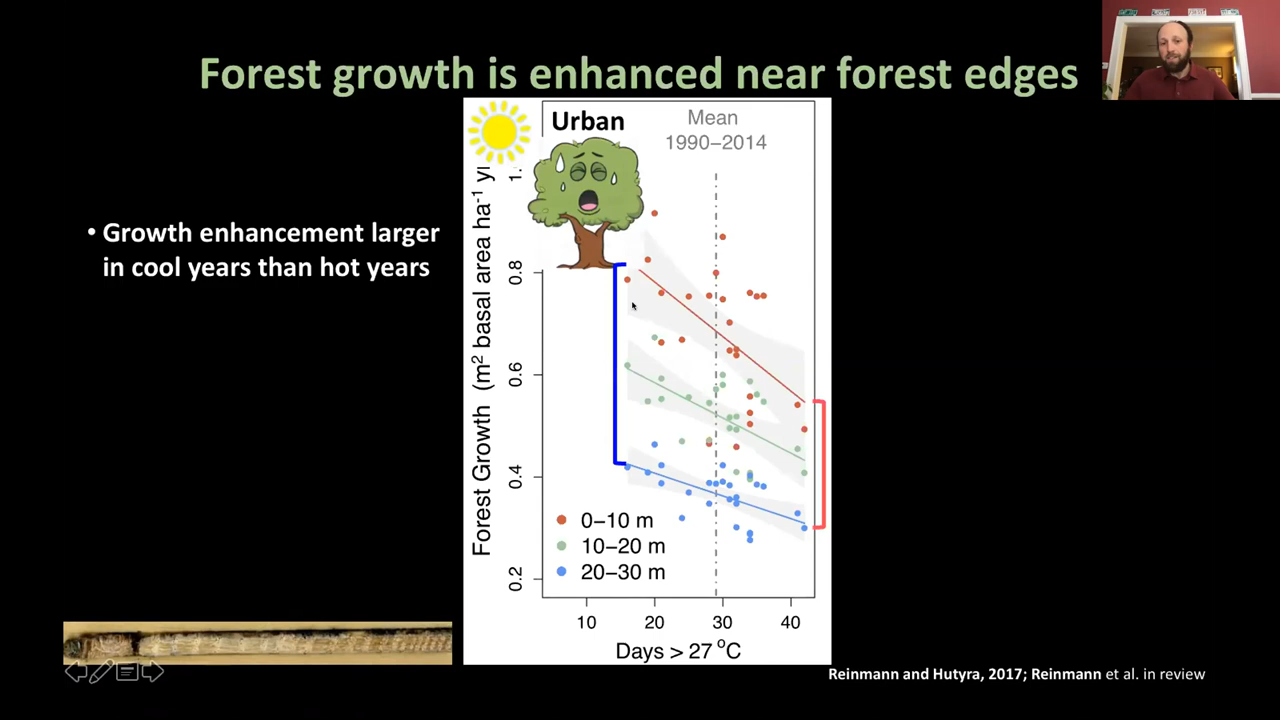 Forest growth is enhanced near forest edges
• Growth enhancement larger
in cool years than hot years
Urban
Mean
1990–2014
Forest Growth (m² basal area ha⁻¹ y
1.
0.8
0.6
0.4
0.2
0–10 m
10–20 m
20–30 m
10 20 30 40
Days > 27 °C
Reinmann and Hutyra, 2017; Reinmann et al. in review